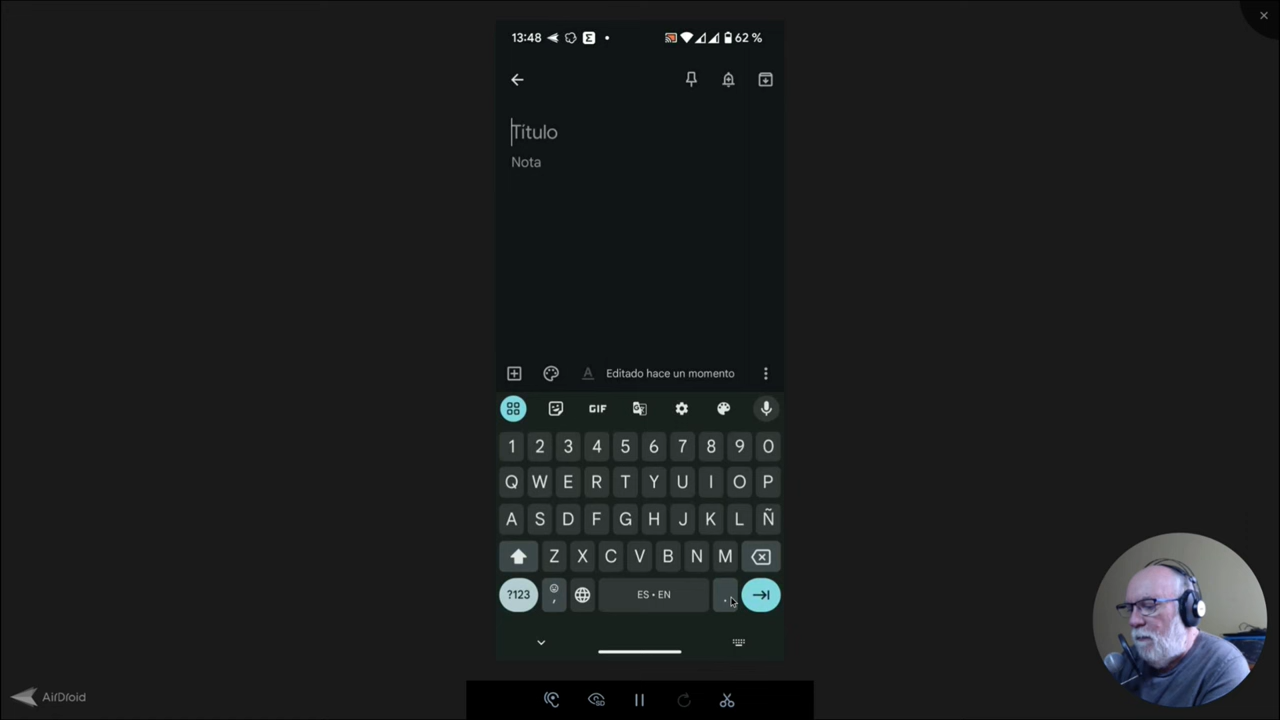 13:48 62 %
Título
Nota
A Editado hace un momento
GIF
1 2 3 4 5 6 7 8 9 0
Q W E R T Y U I O P
A S D F G H J K L Ñ
Z X C V B N M
?123 , ES • EN .
SD
AirDroid